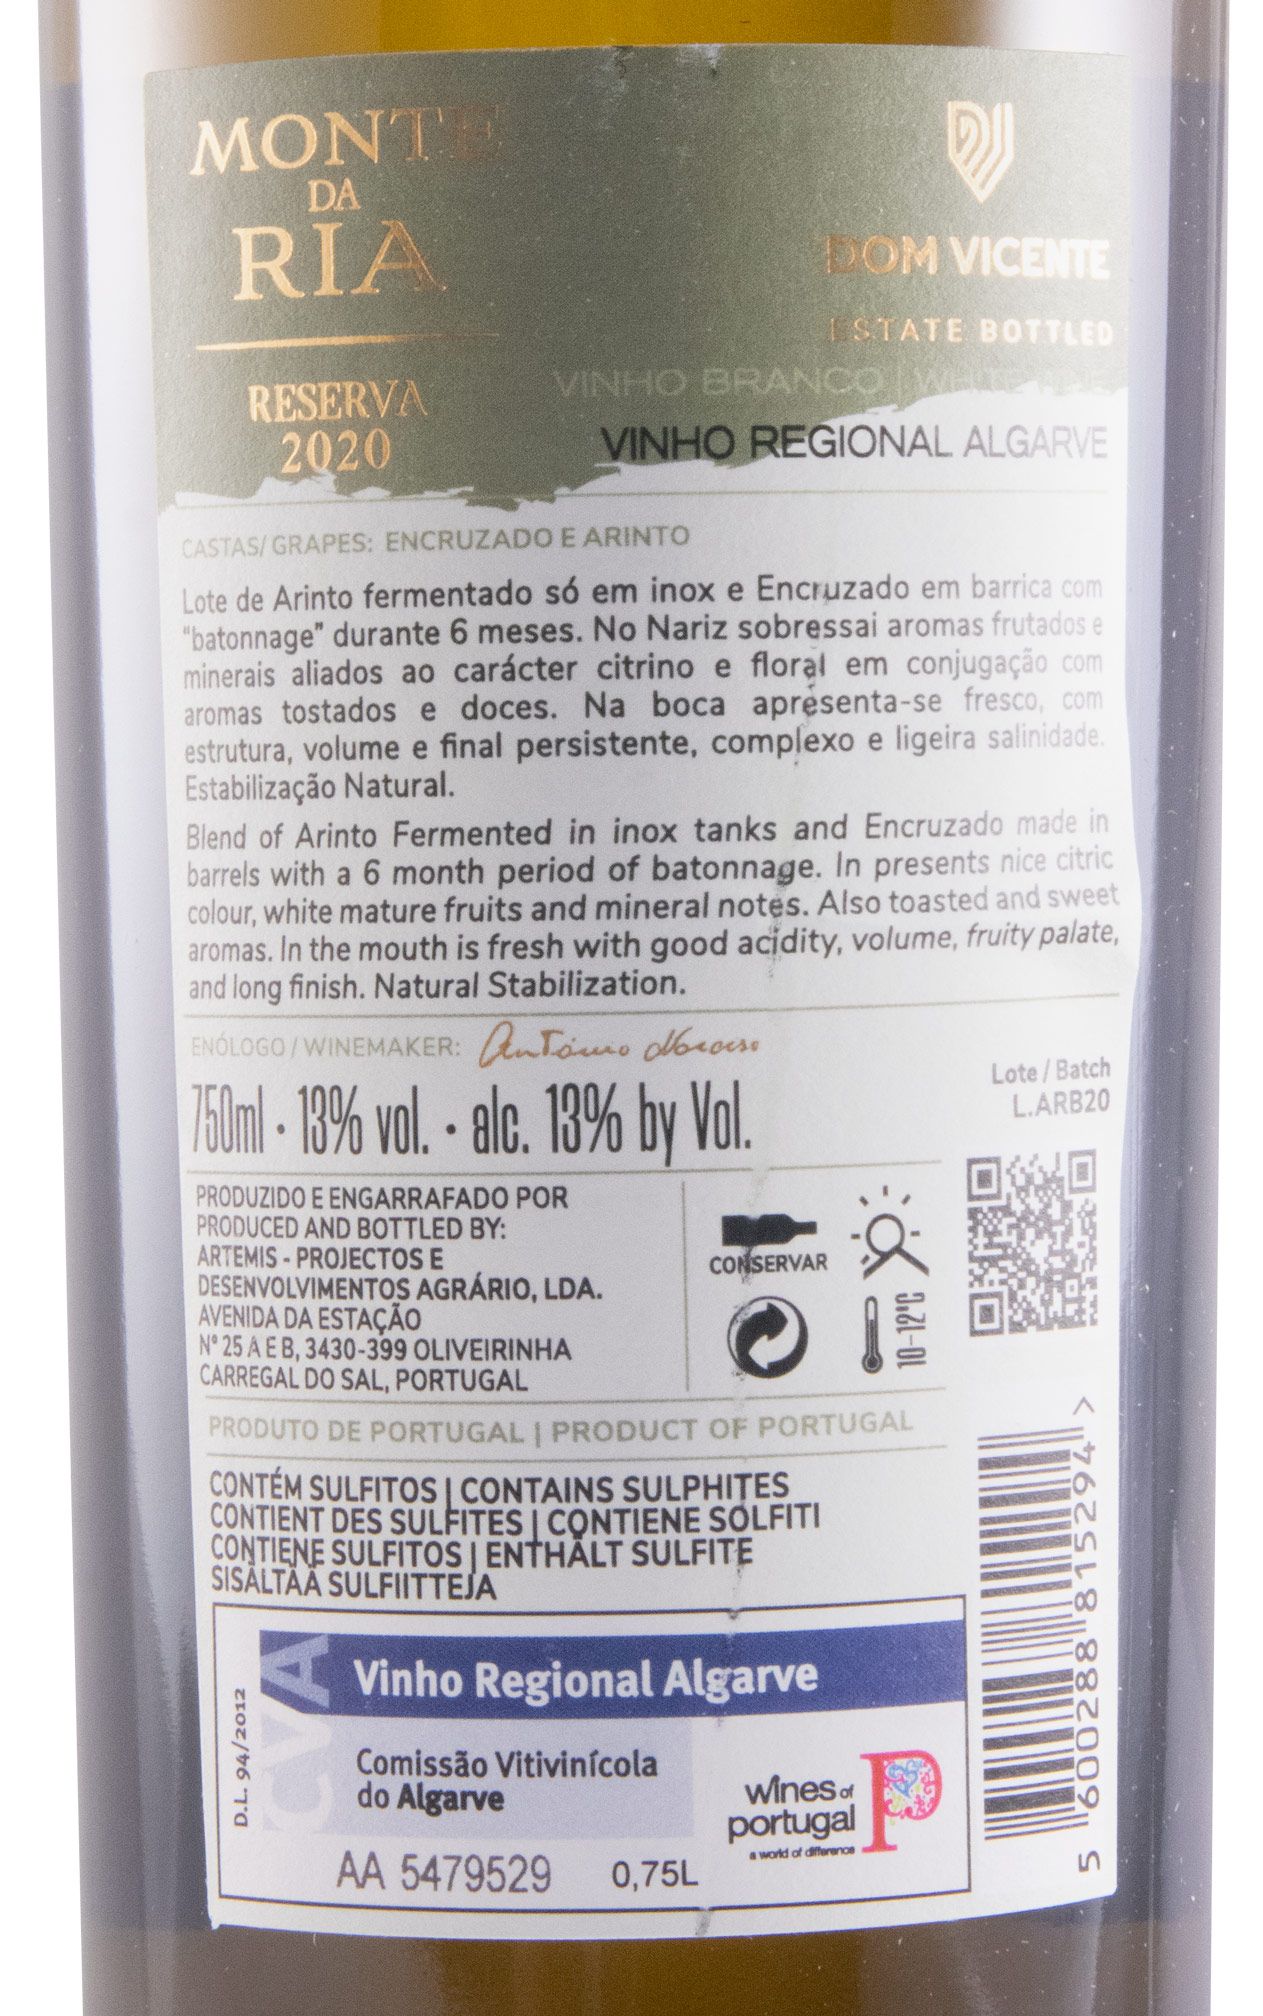 MONTE
DA
RIA
RESERVA
2020
DOM VICENTE
ESTATE BOTTLED
VINHO BRANCO | WHITE WINE
VINHO REGIONAL ALGARVE
CASTAS/GRAPES: ENCRUZADO E ARINTO
Lote de Arinto fermentado só em inox e Encruzado em barrica com
"batonnage" durante 6 meses. No Nariz sobressai aromas frutados e
minerais aliados ao carácter citrino e floral em conjugação com
aromas tostados e doces. Na boca apresenta-se fresco, com
estrutura, volume e final persistente, complexo e ligeira salinidade.
Estabilização Natural.
Blend of Arinto Fermented in inox tanks and Encruzado made in
barrels with a 6 month period of batonnage. In presents nice citric
colour, white mature fruits and mineral notes. Also toasted and sweet
aromas. In the mouth is fresh with good acidity, volume, fruity palate,
and long finish. Natural Stabilization.
ENÓLOGO / WINEMAKER:
750ml · 13% vol. · alc. 13% by Vol.
Lote / Batch
L.ARB20
PRODUZIDO E ENGARRAFADO POR
PRODUCED AND BOTTLED BY:
ARTEMIS - PROJECTOS E
DESENVOLVIMENTOS AGRÁRIO, LDA.
AVENIDA DA ESTAÇÃO
Nº 25 A E B, 3430-399 OLIVEIRINHA
CARREGAL DO SAL, PORTUGAL
CONSERVAR
10-12ºC
PRODUTO DE PORTUGAL | PRODUCT OF PORTUGAL
CONTÉM SULFITOS | CONTAINS SULPHITES
CONTIENT DES SULFITES | CONTIENE SOLFITI
CONTIENE SULFITOS | ENTHÄLT SULFITE
SISÄLTÄÄ SULFIITTEJA
5 600288 815294 >
D.L. 94/2012
CVA
Vinho Regional Algarve
Comissão Vitivinícola
do Algarve
AA 5479529 0,75L
wines of
portugal
a world of difference
P